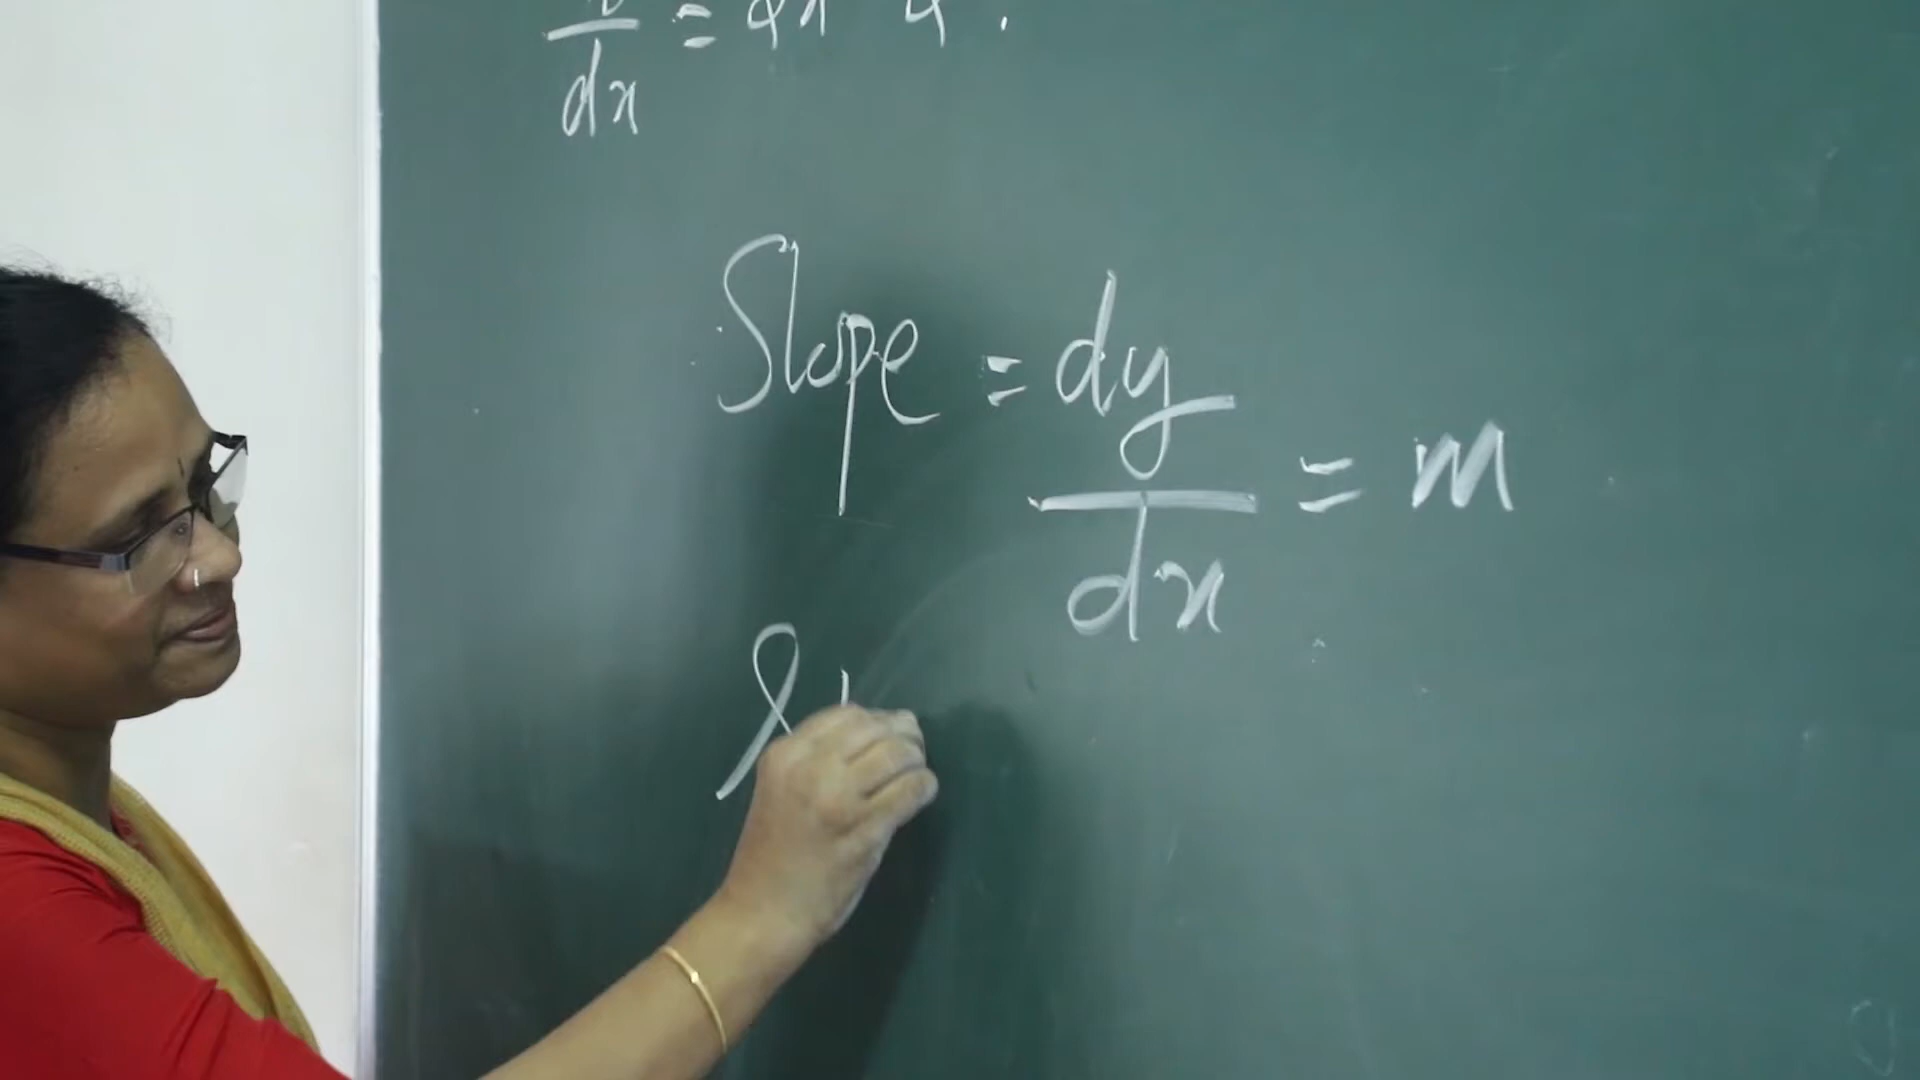 dx
Slope = dy/dx = m